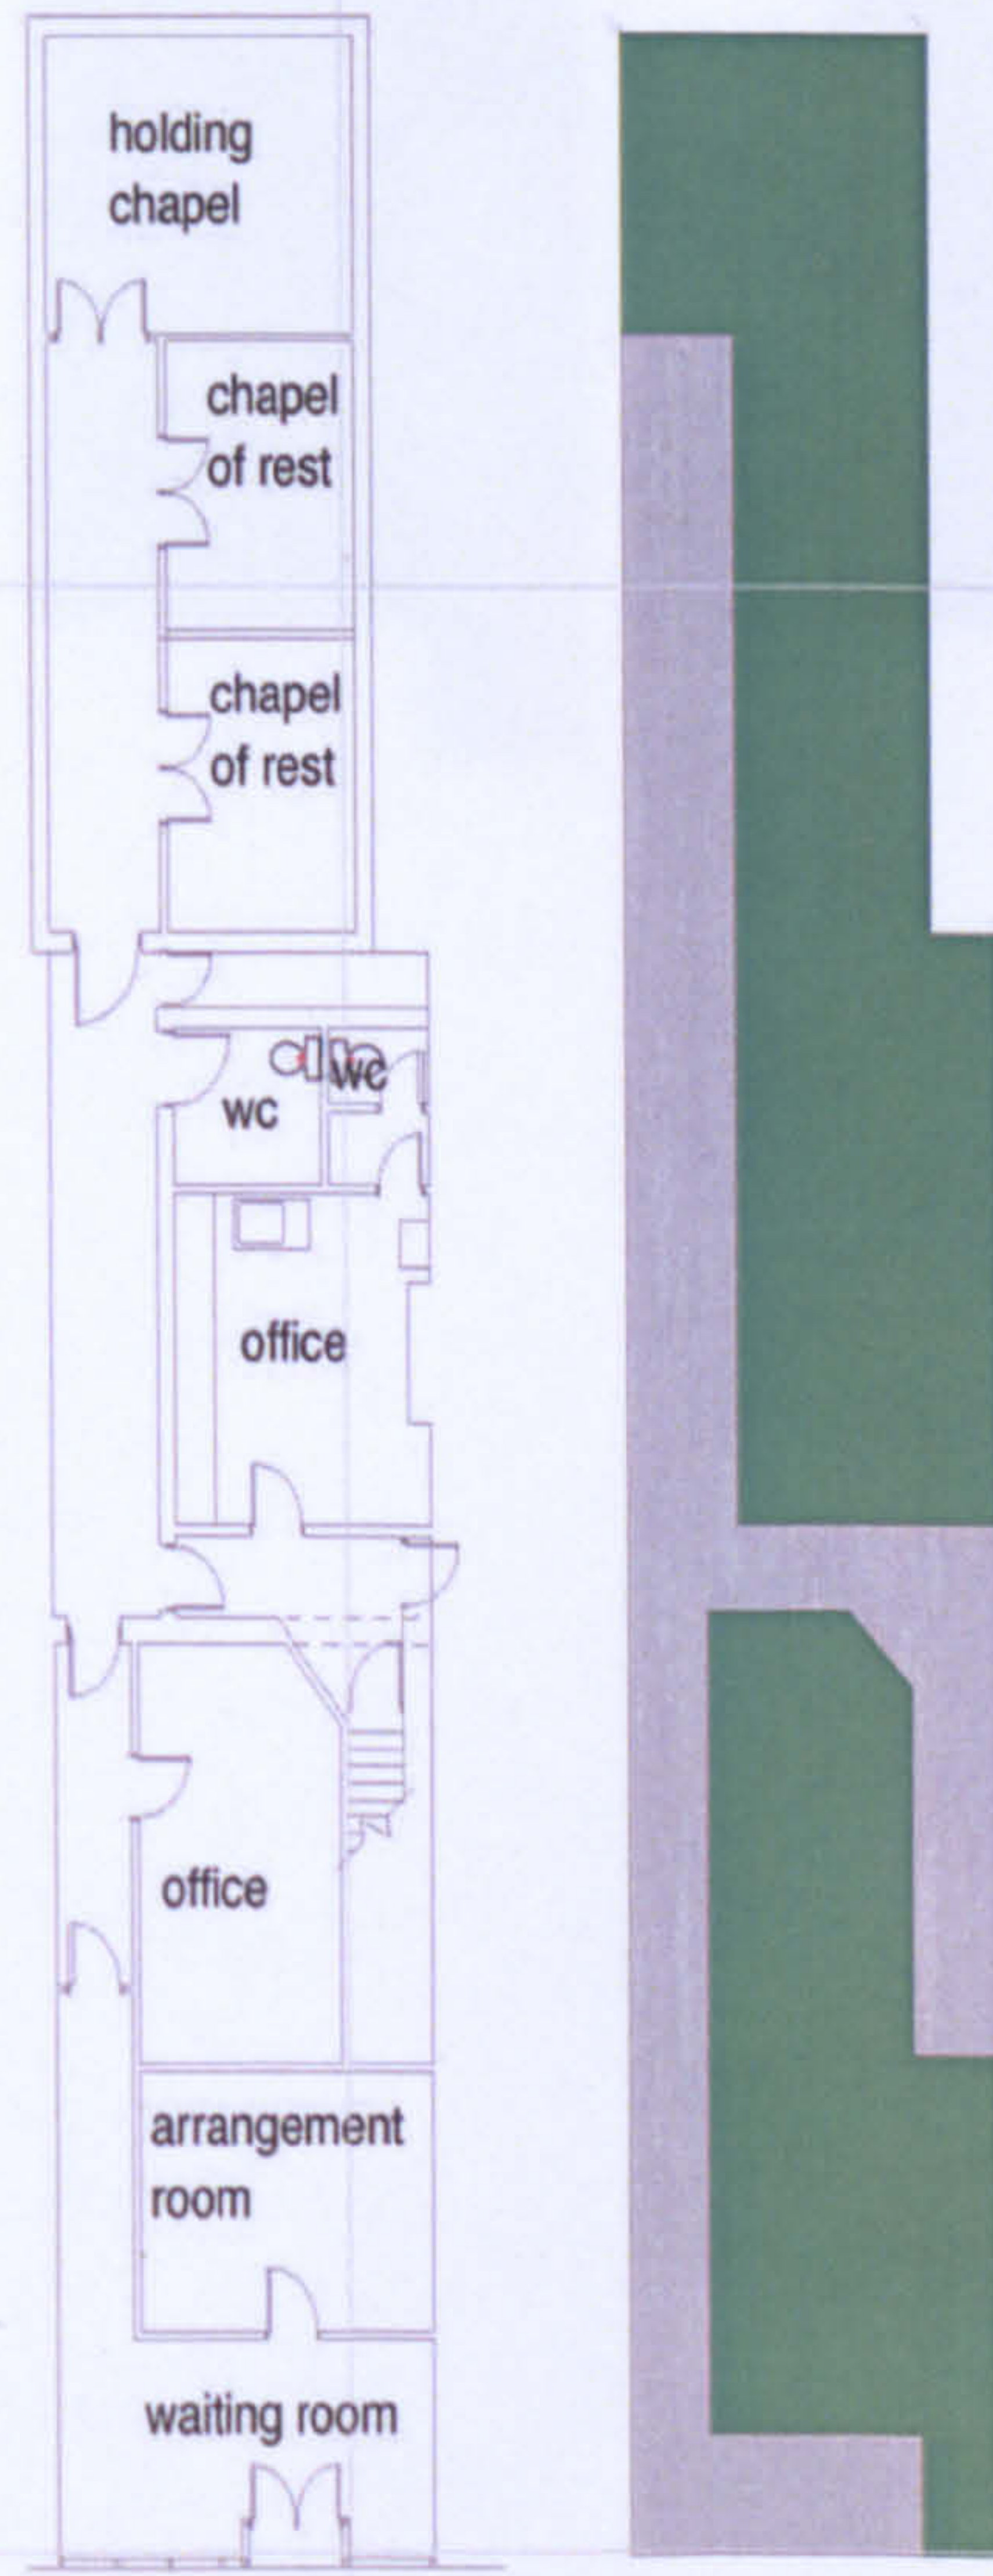 holding
chapel
chapel
of rest
chapel
of rest
wc
wc
office
office
arrangement
room
waiting room